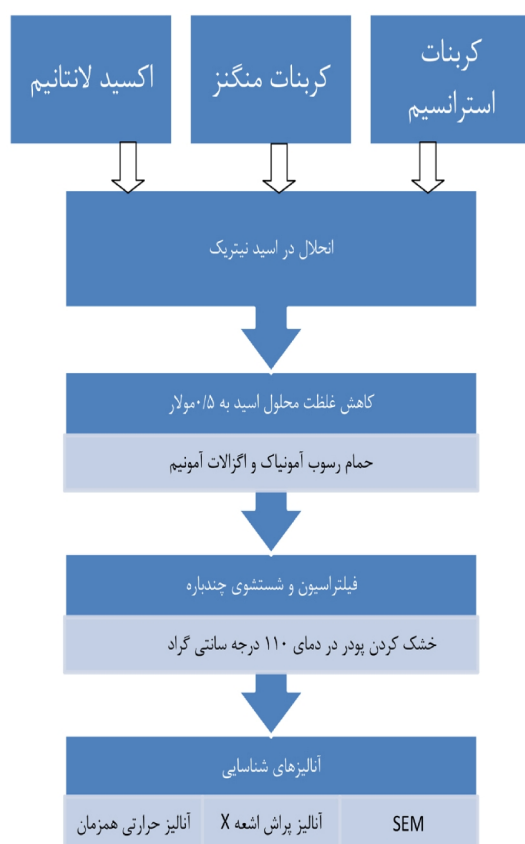 کربنات
استرانسیم
کربنات منگنز
اکسید لانتانیم
انحلال در اسید نیتریک
کاهش غلظت محلول اسید به ۰/۵مولار
حمام رسوب آمونیاک و اگزالات آمونیم
فیلتراسیون و شستشوی چندباره
خشک کردن پودر در دمای ۱۱۰ درجه سانتی گراد
آنالیزهای شناسایی
SEM
آنالیز پراش اشعه X
آنالیز حرارتی همزمان